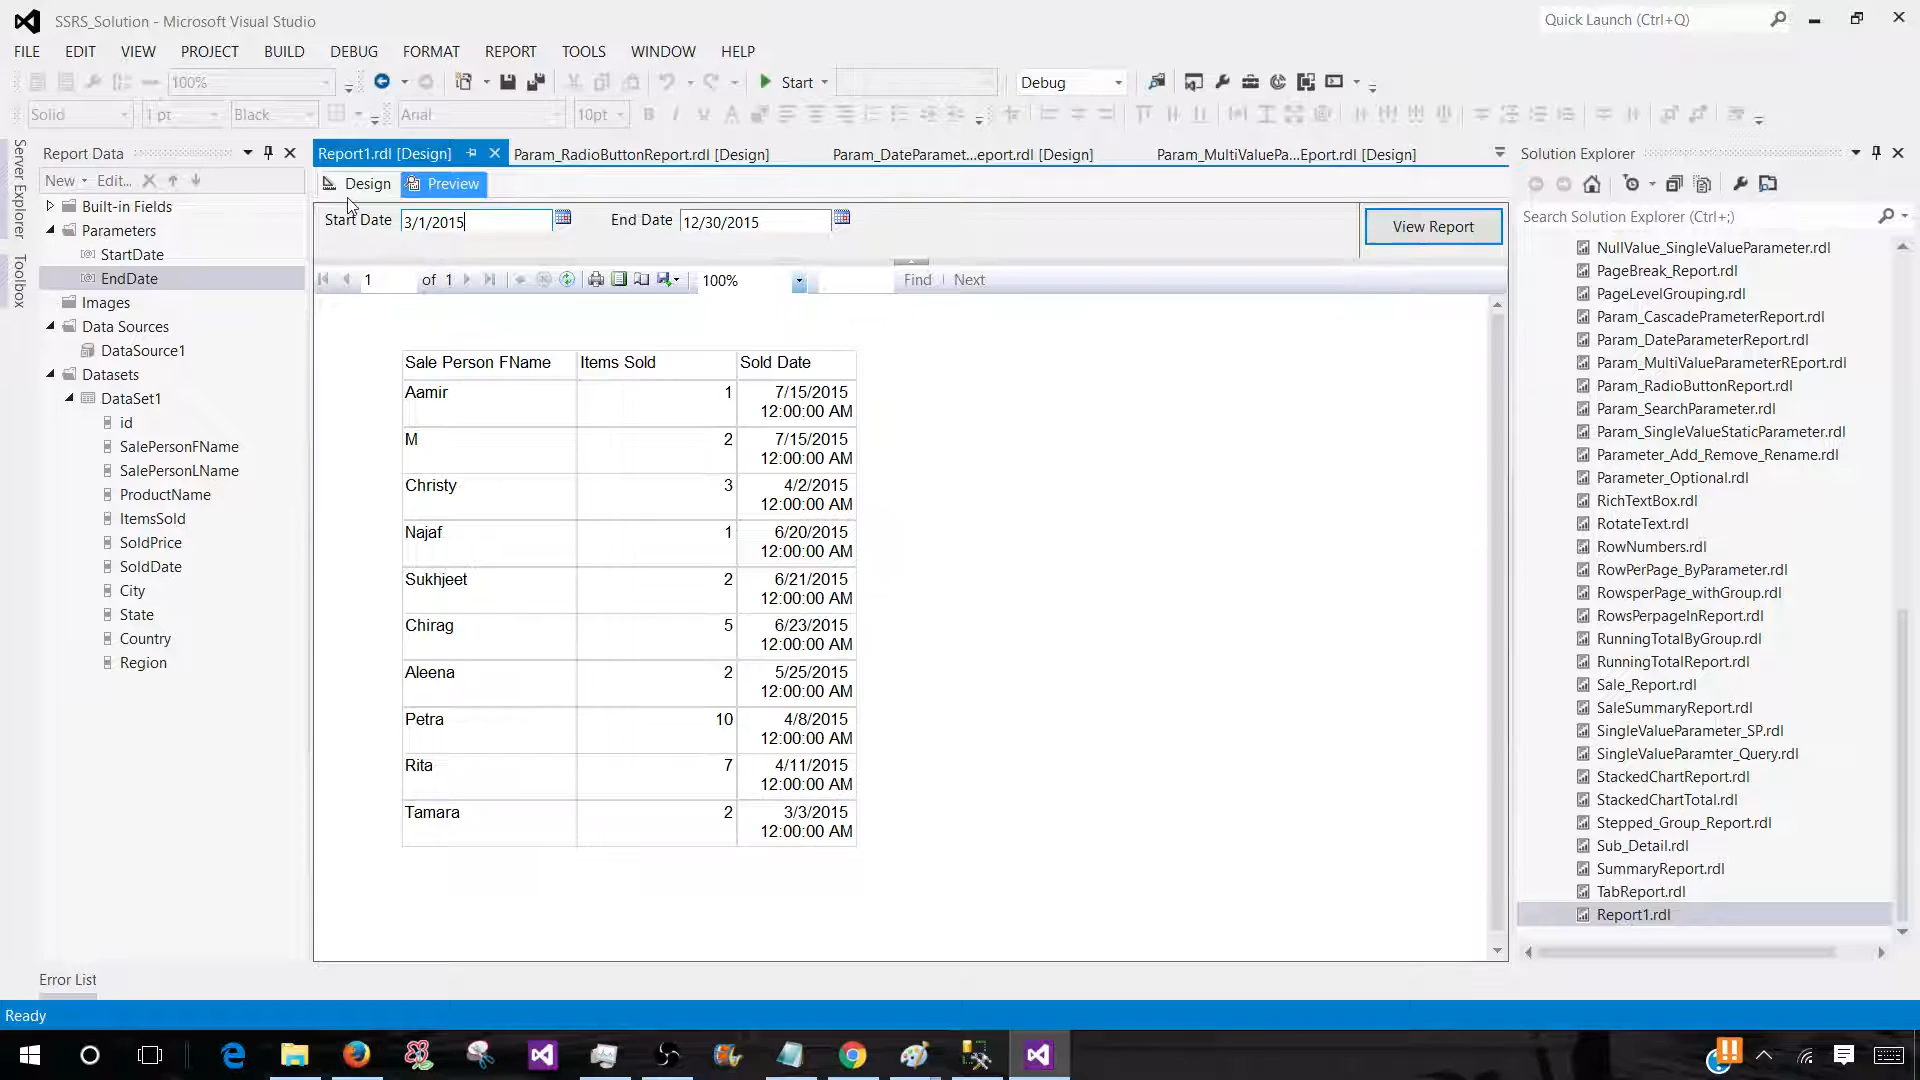 SSRS_Solution - Microsoft Visual Studio
Quick Launch (Ctrl+Q)
FILE EDIT VIEW PROJECT BUILD DEBUG FORMAT REPORT TOOLS WINDOW HELP
100% Start Debug
Solid 1 pt Black Arial 10pt B I U A
Server Explorer
Toolbox
Report Data
New Edit...
Built-in Fields
Parameters
StartDate
EndDate
Images
Data Sources
DataSource1
Datasets
DataSet1
id
SalePersonFName
SalePersonLName
ProductName
ItemsSold
SoldPrice
SoldDate
City
State
Country
Region
Report1.rdl [Design] Param_RadioButtonReport.rdl [Design] Param_DateParamet...eport.rdl [Design] Param_MultiValuePa...Eport.rdl [Design]
Design Preview
Start Date 3/1/2015 End Date 12/30/2015 View Report
1 of 1 100% Find Next
Sale Person FName Items Sold Sold Date
Aamir 1 7/15/2015
12:00:00 AM
M 2 7/15/2015
12:00:00 AM
Christy 3 4/2/2015
12:00:00 AM
Najaf 1 6/20/2015
12:00:00 AM
Sukhjeet 2 6/21/2015
12:00:00 AM
Chirag 5 6/23/2015
12:00:00 AM
Aleena 2 5/25/2015
12:00:00 AM
Petra 10 4/8/2015
12:00:00 AM
Rita 7 4/11/2015
12:00:00 AM
Tamara 2 3/3/2015
12:00:00 AM
Solution Explorer
Search Solution Explorer (Ctrl+;)
NullValue_SingleValueParameter.rdl
PageBreak_Report.rdl
PageLevelGrouping.rdl
Param_CascadePrameterReport.rdl
Param_DateParameterReport.rdl
Param_MultiValueParameterREport.rdl
Param_RadioButtonReport.rdl
Param_SearchParameter.rdl
Param_SingleValueStaticParameter.rdl
Parameter_Add_Remove_Rename.rdl
Parameter_Optional.rdl
RichTextBox.rdl
RotateText.rdl
RowNumbers.rdl
RowPerPage_ByParameter.rdl
RowsperPage_withGroup.rdl
RowsPerpageInReport.rdl
RunningTotalByGroup.rdl
RunningTotalReport.rdl
Sale_Report.rdl
SaleSummaryReport.rdl
SingleValueParameter_SP.rdl
SingleValueParamter_Query.rdl
StackedChartReport.rdl
StackedChartTotal.rdl
Stepped_Group_Report.rdl
Sub_Detail.rdl
SummaryReport.rdl
TabReport.rdl
Report1.rdl
Error List
Ready